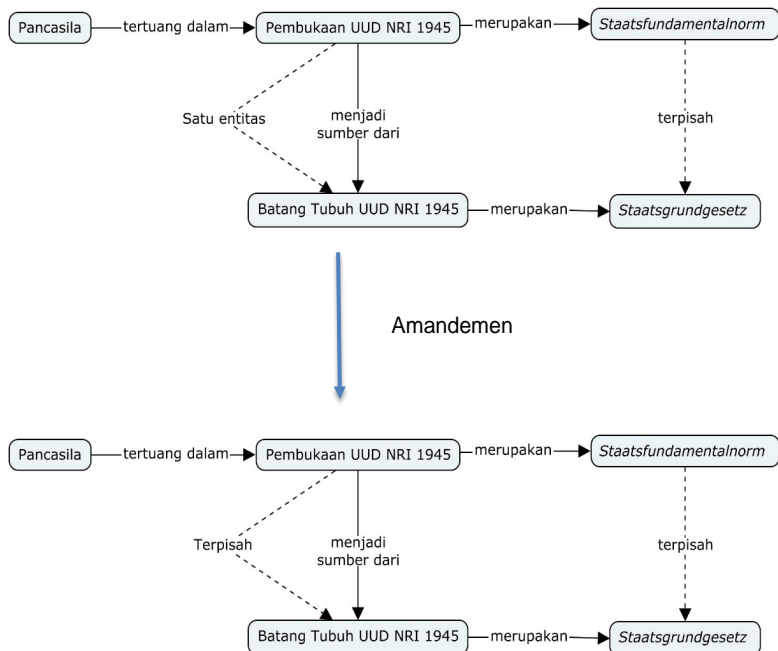 Pancasila tertuang dalam Pembukaan UUD NRI 1945 merupakan Staatsfundamentalnorm
Satu entitas
menjadi
sumber dari
terpisah
Batang Tubuh UUD NRI 1945 merupakan Staatsgrundgesetz
Amandemen
Pancasila tertuang dalam Pembukaan UUD NRI 1945 merupakan Staatsfundamentalnorm
Terpisah
menjadi
sumber dari
terpisah
Batang Tubuh UUD NRI 1945 merupakan Staatsgrundgesetz